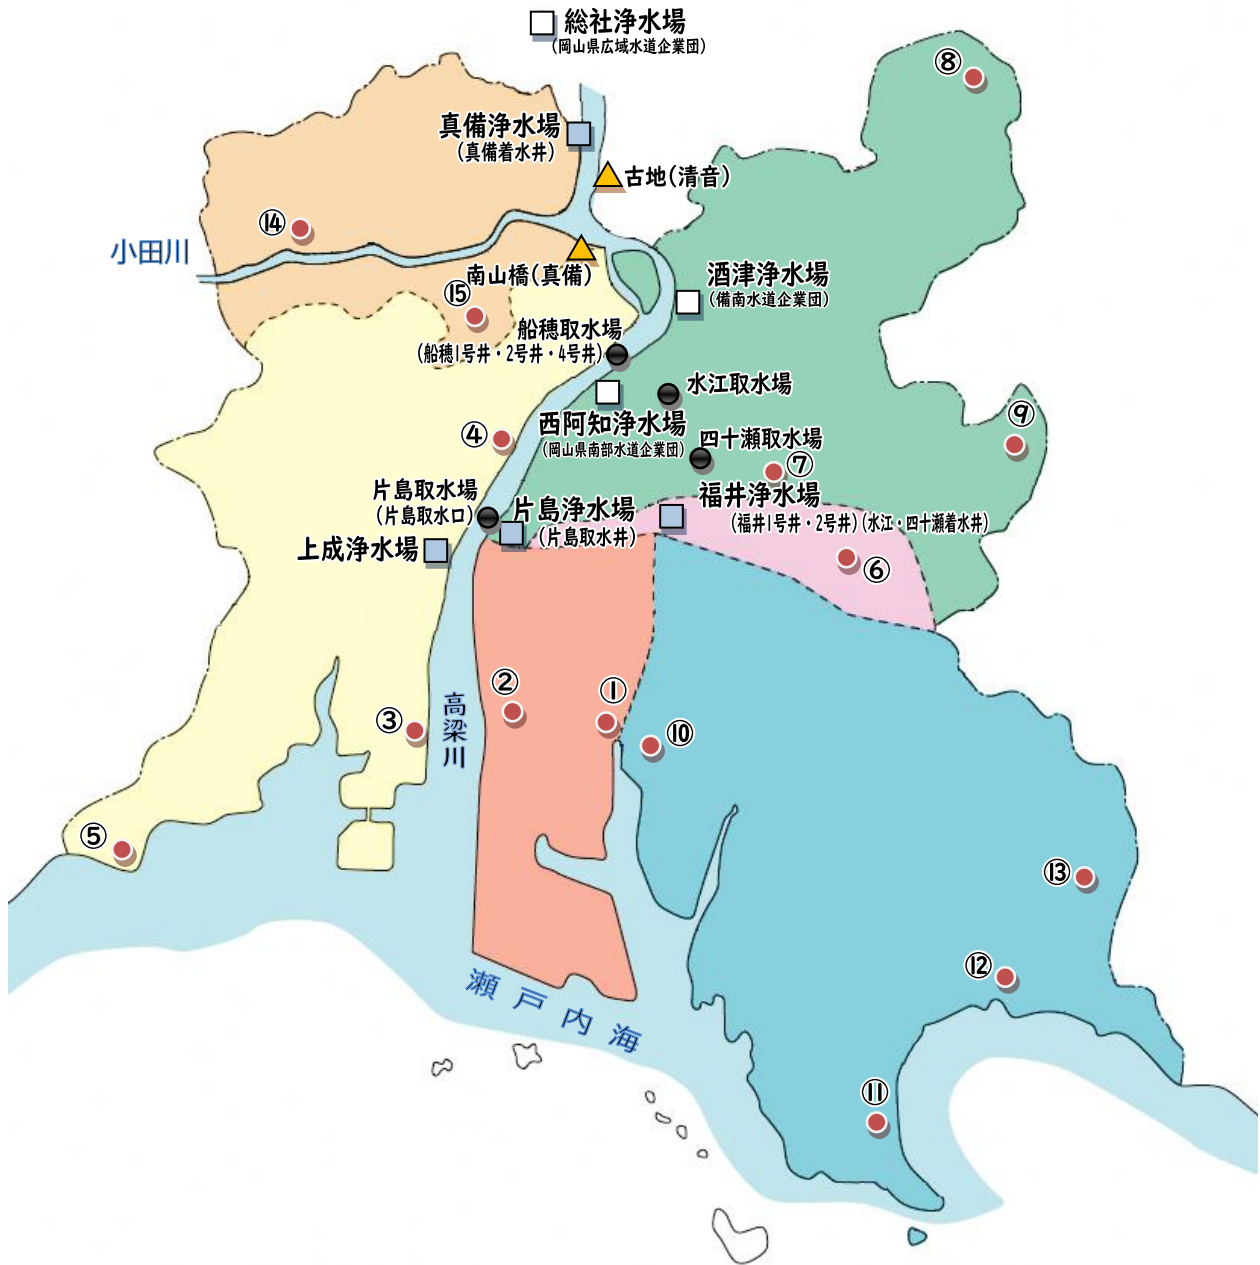 総社浄水場
(岡山県広域水道企業団)
⑧
真備浄水場
(真備着水井)
古地(清音)
⑭
小田川
南山橋(真備)
酒津浄水場
(備南水道企業団)
⑮
船穂取水場
(船穂1号井・2号井・4号井)
水江取水場
⑨
西阿知浄水場
(岡山県南部水道企業団)
④
四十瀬取水場
⑦
片島取水場
(片島取水口)
片島浄水場
(片島取水井)
福井浄水場
(福井1号井・2号井)(水江・四十瀬着水井)
上成浄水場
⑥
②
①
③
高梁川
⑩
⑤
⑬
⑫
瀬戸内海
⑪